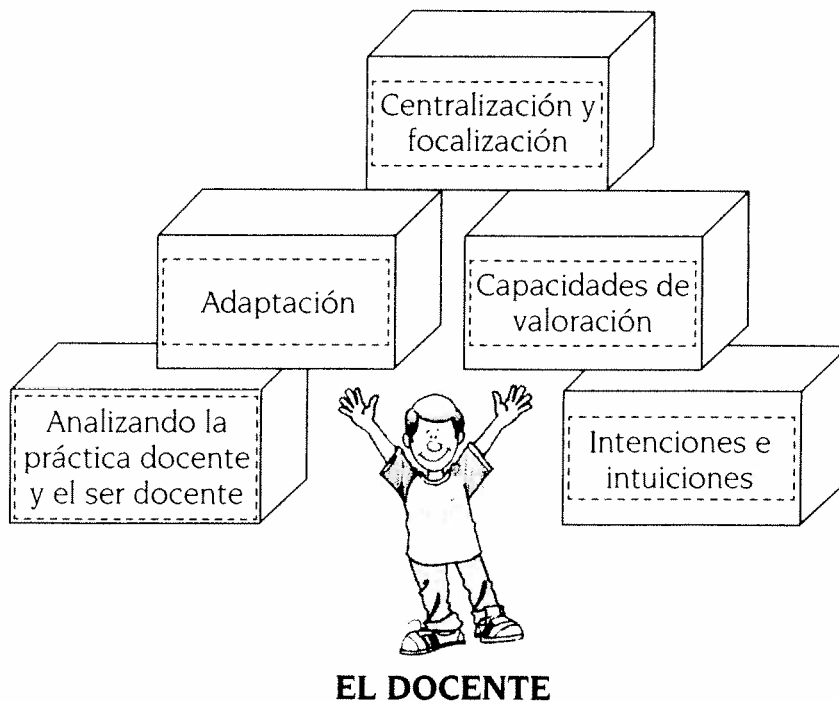 Centralización y
focalización
Adaptación
Capacidades de
valoración
Analizando la
práctica docente
y el ser docente
Intenciones e
intuiciones
EL DOCENTE